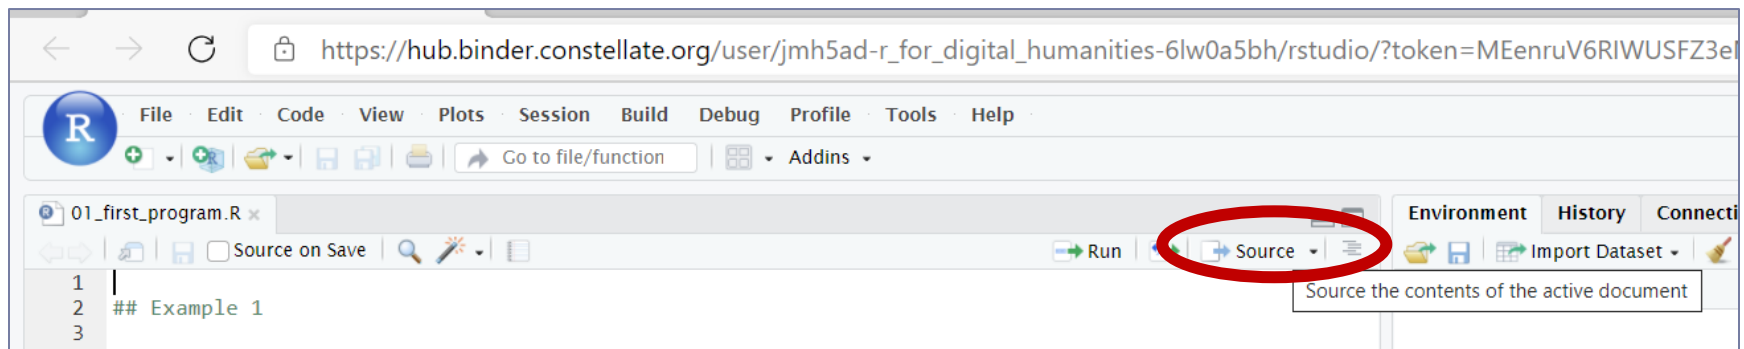 https://hub.binder.constellate.org/user/jmh5ad-r_for_digital_humanities-6lw0a5bh/rstudio/?token=MEenruV6RIWUSFZ3eN
R File Edit Code View Plots Session Build Debug Profile Tools Help
R Go to file/function Addins
R 01_first_program.R Environment History Connecti
Source on Save Run Source Import Dataset
Source the contents of the active document
1
2 ## Example 1
3